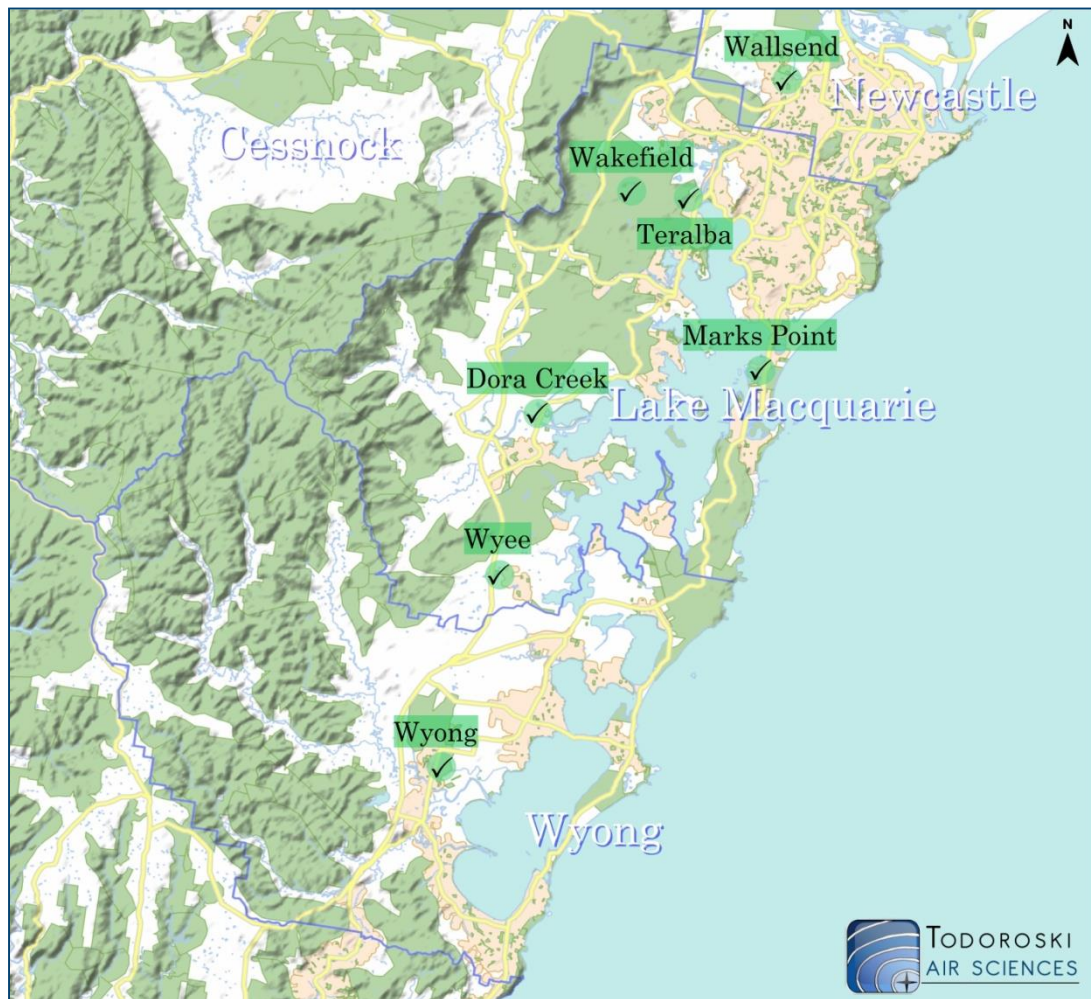 N
Wallsend
Newcastle
Cessnock
Wakefield
Teralba
Marks Point
Dora Creek
Lake Macquarie
Wyee
Wyong
Wyong
TODOROSKI
AIR SCIENCES